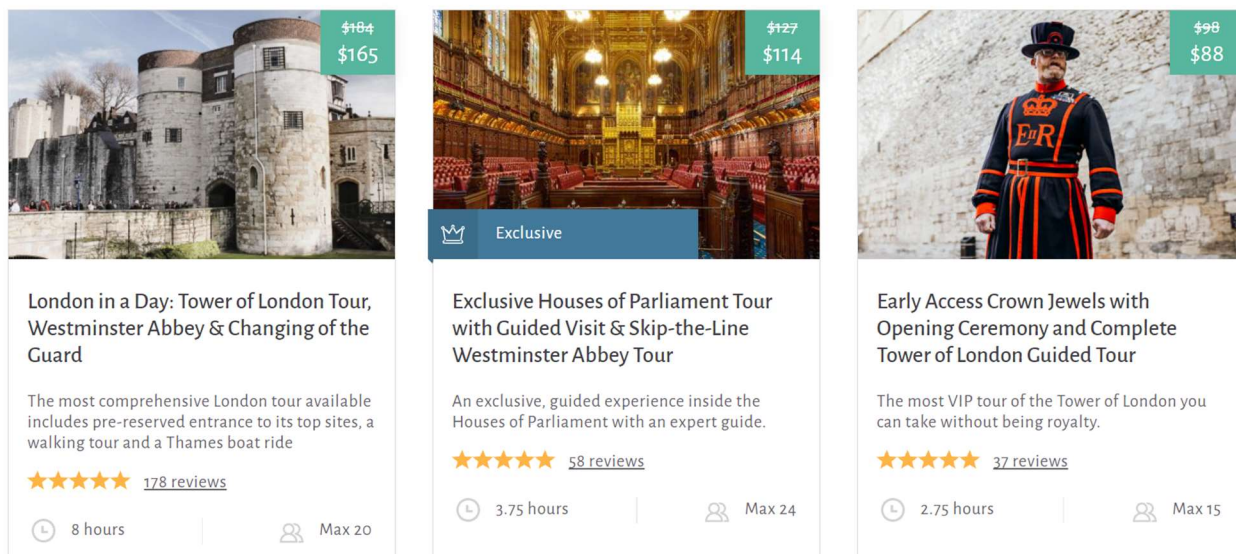 $184
$165
London in a Day: Tower of London Tour,
Westminster Abbey & Changing of the
Guard
The most comprehensive London tour available
includes pre-reserved entrance to its top sites, a
walking tour and a Thames boat ride
178 reviews
8 hours
Max 20
$127
$114
Exclusive
Exclusive Houses of Parliament Tour
with Guided Visit & Skip-the-Line
Westminster Abbey Tour
An exclusive, guided experience inside the
Houses of Parliament with an expert guide.
58 reviews
3.75 hours
Max 24
$98
$88
EIIR
Early Access Crown Jewels with
Opening Ceremony and Complete
Tower of London Guided Tour
The most VIP tour of the Tower of London you
can take without being royalty.
37 reviews
2.75 hours
Max 15